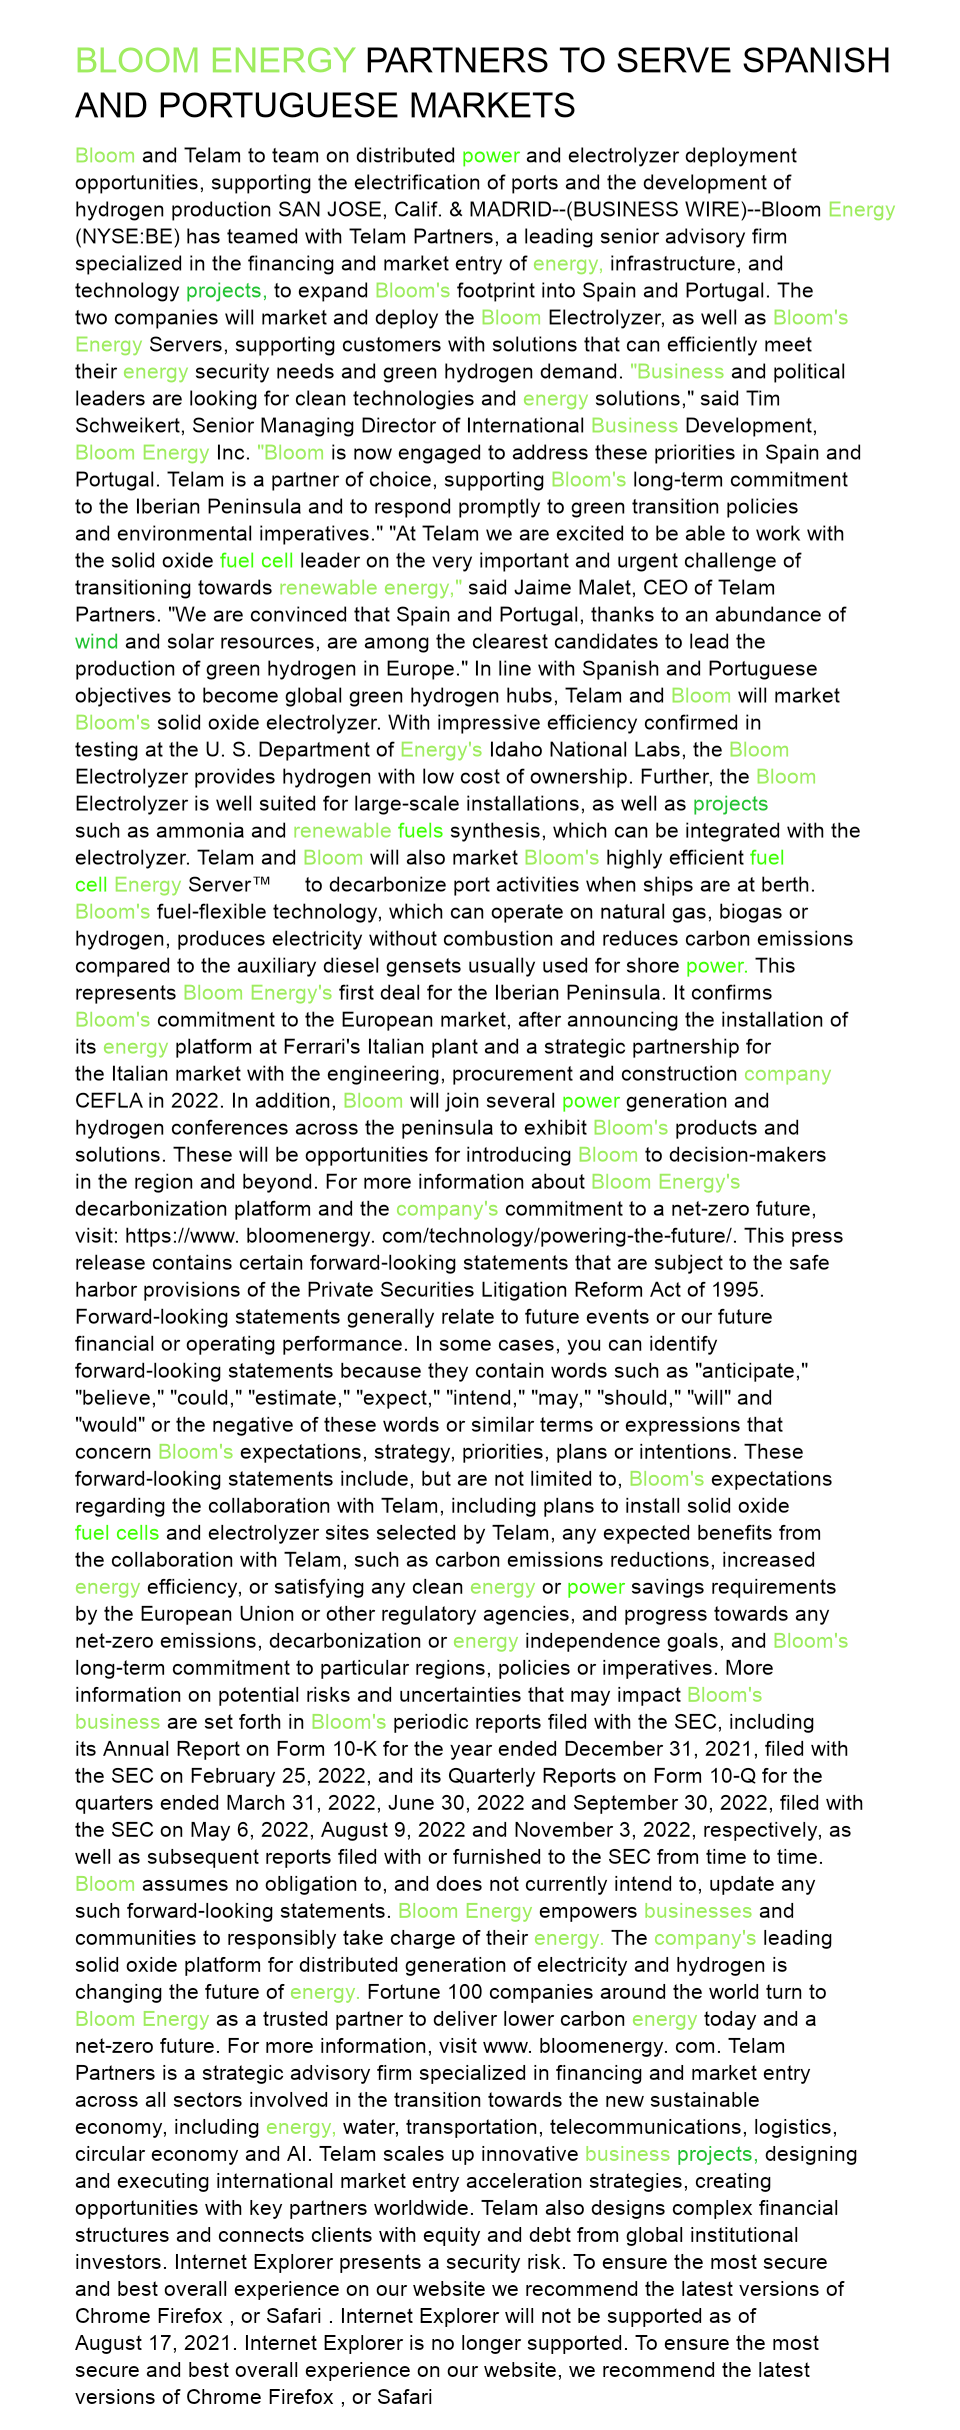 BLOOM ENERGY PARTNERS TO SERVE SPANISH
AND PORTUGUESE MARKETS
Bloom and Telam to team on distributed power and electrolyzer deployment
opportunities, supporting the electrification of ports and the development of
hydrogen production SAN JOSE, Calif. & MADRID--(BUSINESS WIRE)--Bloom Energy
(NYSE:BE) has teamed with Telam Partners, a leading senior advisory firm
specialized in the financing and market entry of energy, infrastructure, and
technology projects, to expand Bloom's footprint into Spain and Portugal. The
two companies will market and deploy the Bloom Electrolyzer, as well as Bloom's
Energy Servers, supporting customers with solutions that can efficiently meet
their energy security needs and green hydrogen demand. "Business and political
leaders are looking for clean technologies and energy solutions," said Tim
Schweikert, Senior Managing Director of International Business Development,
Bloom Energy Inc. "Bloom is now engaged to address these priorities in Spain and
Portugal. Telam is a partner of choice, supporting Bloom's long-term commitment
to the Iberian Peninsula and to respond promptly to green transition policies
and environmental imperatives." "At Telam we are excited to be able to work with
the solid oxide fuel cell leader on the very important and urgent challenge of
transitioning towards renewable energy," said Jaime Malet, CEO of Telam
Partners. "We are convinced that Spain and Portugal, thanks to an abundance of
wind and solar resources, are among the clearest candidates to lead the
production of green hydrogen in Europe." In line with Spanish and Portuguese
objectives to become global green hydrogen hubs, Telam and Bloom will market
Bloom's solid oxide electrolyzer. With impressive efficiency confirmed in
testing at the U. S. Department of Energy's Idaho National Labs, the Bloom
Electrolyzer provides hydrogen with low cost of ownership. Further, the Bloom
Electrolyzer is well suited for large-scale installations, as well as projects
such as ammonia and renewable fuels synthesis, which can be integrated with the
electrolyzer. Telam and Bloom will also market Bloom's highly efficient fuel
cell Energy Server™ to decarbonize port activities when ships are at berth.
Bloom's fuel-flexible technology, which can operate on natural gas, biogas or
hydrogen, produces electricity without combustion and reduces carbon emissions
compared to the auxiliary diesel gensets usually used for shore power. This
represents Bloom Energy's first deal for the Iberian Peninsula. It confirms
Bloom's commitment to the European market, after announcing the installation of
its energy platform at Ferrari's Italian plant and a strategic partnership for
the Italian market with the engineering, procurement and construction company
CEFLA in 2022. In addition, Bloom will join several power generation and
hydrogen conferences across the peninsula to exhibit Bloom's products and
solutions. These will be opportunities for introducing Bloom to decision-makers
in the region and beyond. For more information about Bloom Energy's
decarbonization platform and the company's commitment to a net-zero future,
visit: https://www. bloomenergy. com/technology/powering-the-future/. This press
release contains certain forward-looking statements that are subject to the safe
harbor provisions of the Private Securities Litigation Reform Act of 1995.
Forward-looking statements generally relate to future events or our future
financial or operating performance. In some cases, you can identify
forward-looking statements because they contain words such as "anticipate,"
"believe," "could," "estimate," "expect," "intend," "may," "should," "will" and
"would" or the negative of these words or similar terms or expressions that
concern Bloom's expectations, strategy, priorities, plans or intentions. These
forward-looking statements include, but are not limited to, Bloom's expectations
regarding the collaboration with Telam, including plans to install solid oxide
fuel cells and electrolyzer sites selected by Telam, any expected benefits from
the collaboration with Telam, such as carbon emissions reductions, increased
energy efficiency, or satisfying any clean energy or power savings requirements
by the European Union or other regulatory agencies, and progress towards any
net-zero emissions, decarbonization or energy independence goals, and Bloom's
long-term commitment to particular regions, policies or imperatives. More
information on potential risks and uncertainties that may impact Bloom's
business are set forth in Bloom's periodic reports filed with the SEC, including
its Annual Report on Form 10-K for the year ended December 31, 2021, filed with
the SEC on February 25, 2022, and its Quarterly Reports on Form 10-Q for the
quarters ended March 31, 2022, June 30, 2022 and September 30, 2022, filed with
the SEC on May 6, 2022, August 9, 2022 and November 3, 2022, respectively, as
well as subsequent reports filed with or furnished to the SEC from time to time.
Bloom assumes no obligation to, and does not currently intend to, update any
such forward-looking statements. Bloom Energy empowers businesses and
communities to responsibly take charge of their energy. The company's leading
solid oxide platform for distributed generation of electricity and hydrogen is
changing the future of energy. Fortune 100 companies around the world turn to
Bloom Energy as a trusted partner to deliver lower carbon energy today and a
net-zero future. For more information, visit www. bloomenergy. com. Telam
Partners is a strategic advisory firm specialized in financing and market entry
across all sectors involved in the transition towards the new sustainable
economy, including energy, water, transportation, telecommunications, logistics,
circular economy and AI. Telam scales up innovative business projects, designing
and executing international market entry acceleration strategies, creating
opportunities with key partners worldwide. Telam also designs complex financial
structures and connects clients with equity and debt from global institutional
investors. Internet Explorer presents a security risk. To ensure the most secure
and best overall experience on our website we recommend the latest versions of
Chrome Firefox , or Safari . Internet Explorer will not be supported as of
August 17, 2021. Internet Explorer is no longer supported. To ensure the most
secure and best overall experience on our website, we recommend the latest
versions of Chrome Firefox , or Safari